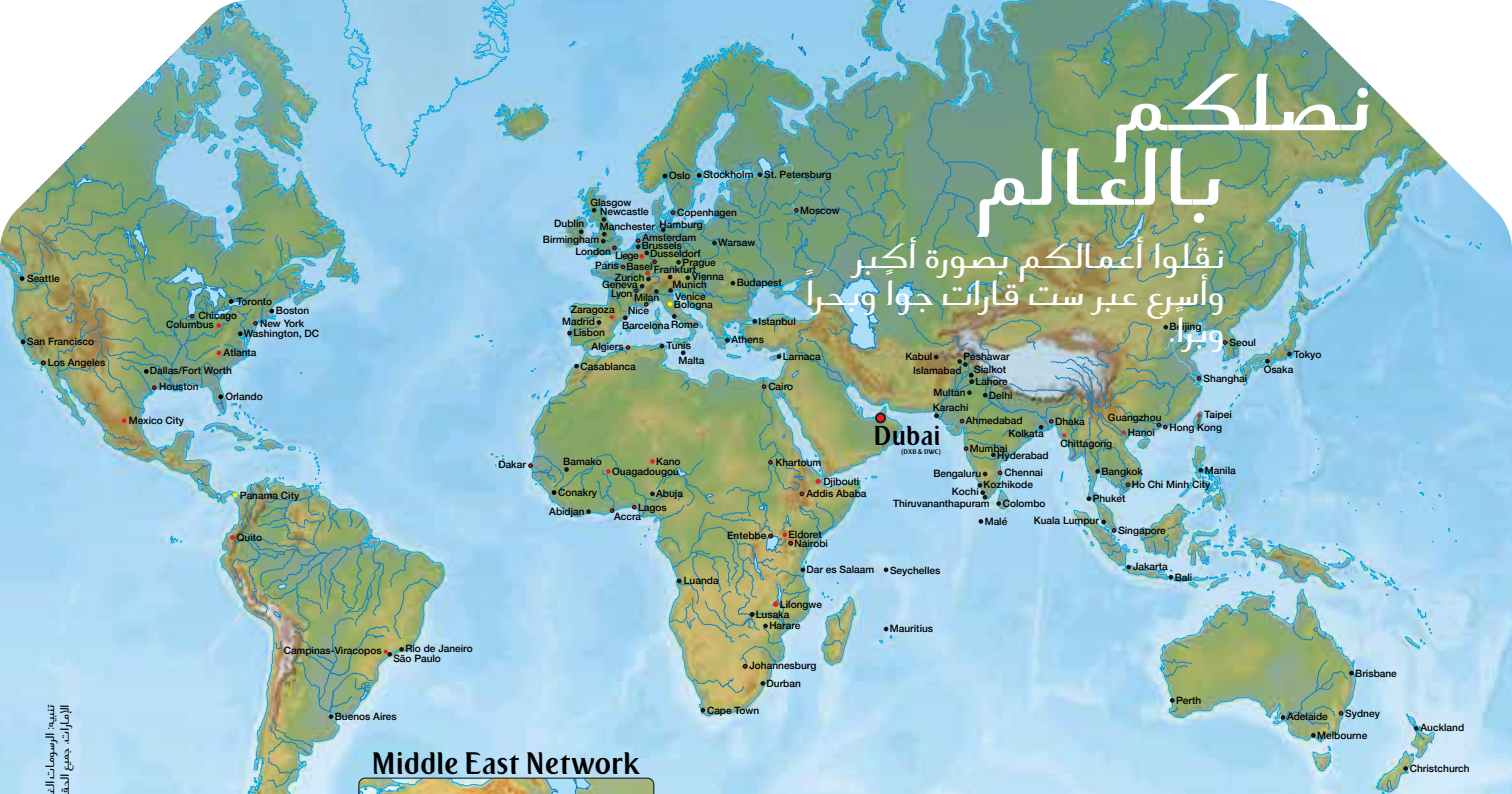 نصلكم
بالعالم
نقّلوا أعمالكم بصورة أكبر
وأسرع عبر ست قارات جواً وبحراً
وبراً.
Oslo
Stockholm
St. Petersburg
Glasgow
Newcastle
Copenhagen
Moscow
Dublin
Manchester
Hamburg
Birmingham
Amsterdam
London
Brussels
Warsaw
Liege
Dusseldorf
Paris
Basel
Frankfurt
Prague
Zurich
Vienna
Geneva
Munich
Budapest
Lyon
Milan
Venice
Bologna
Zaragoza
Nice
Madrid
Barcelona
Rome
Istanbul
Lisbon
Athens
Algiers
Tunis
Malta
Larnaca
Casablanca
Cairo
Seattle
Toronto
Boston
Chicago
New York
Columbus
Washington, DC
San Francisco
Atlanta
Los Angeles
Dallas/Fort Worth
Houston
Orlando
Mexico City
Panama City
Quito
Campinas-Viracopos
Rio de Janeiro
São Paulo
Buenos Aires
Dakar
Bamako
Kano
Ouagadougou
Khartoum
Djibouti
Conakry
Abuja
Addis Ababa
Abidjan
Accra
Lagos
Entebbe
Eldoret
Nairobi
Dar es Salaam
Seychelles
Luanda
Lilongwe
Lusaka
Harare
Mauritius
Johannesburg
Durban
Cape Town
Dubai
(DXB & DWC)
Kabul
Peshawar
Islamabad
Sialkot
Lahore
Multan
Delhi
Karachi
Ahmedabad
Dhaka
Kolkata
Chittagong
Mumbai
Hyderabad
Bengaluru
Chennai
Kozhikode
Kochi
Thiruvananthapuram
Colombo
Malé
Beijing
Seoul
Tokyo
Osaka
Shanghai
Guangzhou
Taipei
Hanoi
Hong Kong
Bangkok
Manila
Ho Chi Minh City
Phuket
Kuala Lumpur
Singapore
Jakarta
Bali
Brisbane
Perth
Adelaide
Sydney
Melbourne
Auckland
Christchurch
Middle East Network
تنبيه: الرسومات
الإمارات. جميع